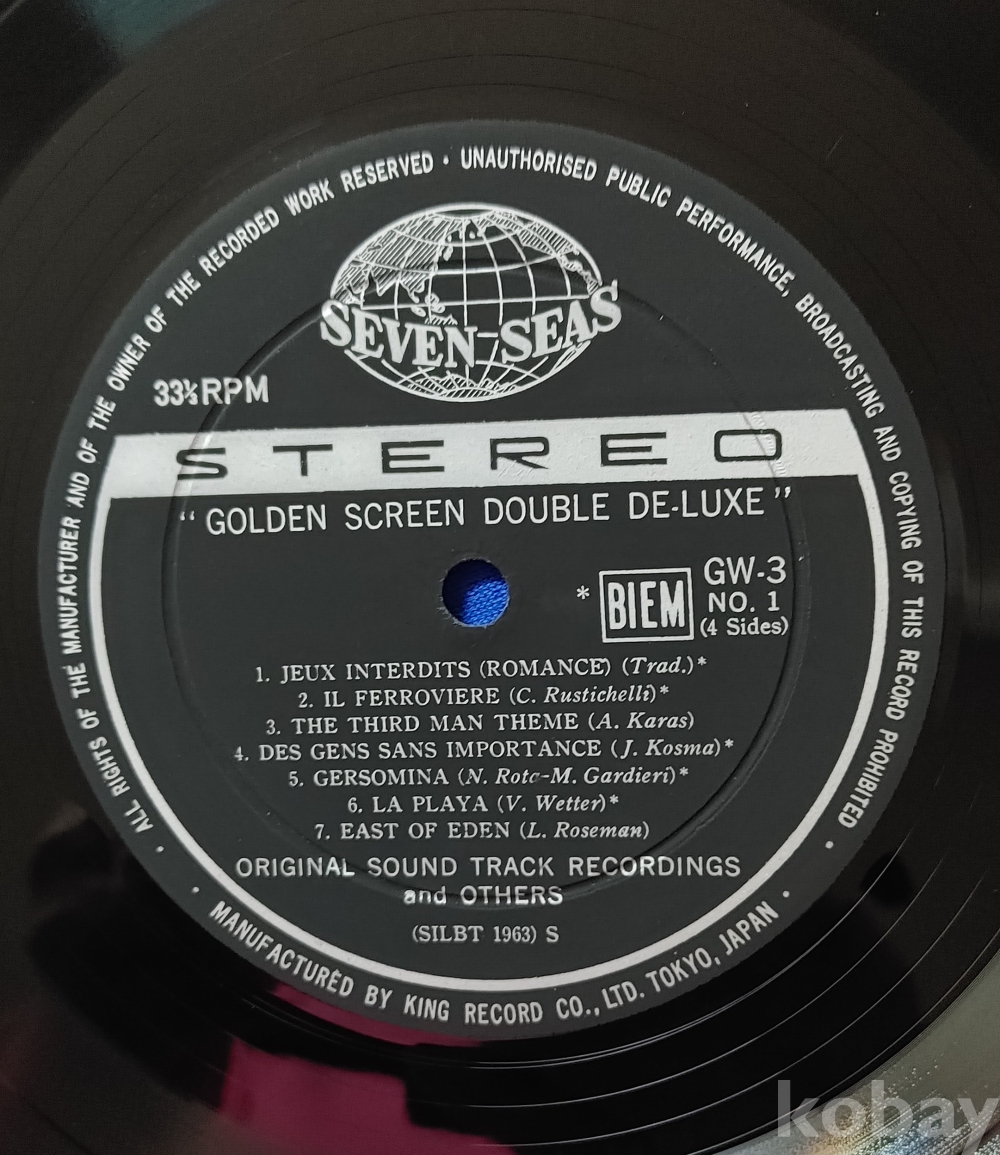 ALL RIGHTS OF THE MANUFACTURER AND OF THE OWNER OF THE RECORDED WORK RESERVED · UNAUTHORISED PUBLIC PERFORMANCE, BROADCASTING AND COPYING OF THIS RECORD PROHIBITED
SEVEN SEAS
33⅓RPM
STEREO
“GOLDEN SCREEN DOUBLE DE-LUXE”
* BIEM GW-3
NO. 1
(4 Sides)
1. JEUX INTERDITS (ROMANCE) (Trad.)*
2. IL FERROVIERE (C. Rustichelli)*
3. THE THIRD MAN THEME (A. Karas)
4. DES GENS SANS IMPORTANCE (J. Kosma)*
5. GERSOMINA (N. Rota-M. Gardieri)*
6. LA PLAYA (V. Wetter)*
7. EAST OF EDEN (L. Roseman)
ORIGINAL SOUND TRACK RECORDINGS
and OTHERS
(SILBT 1963) S
· MANUFACTURED BY KING RECORD CO., LTD. TOKYO, JAPAN ·
kobay